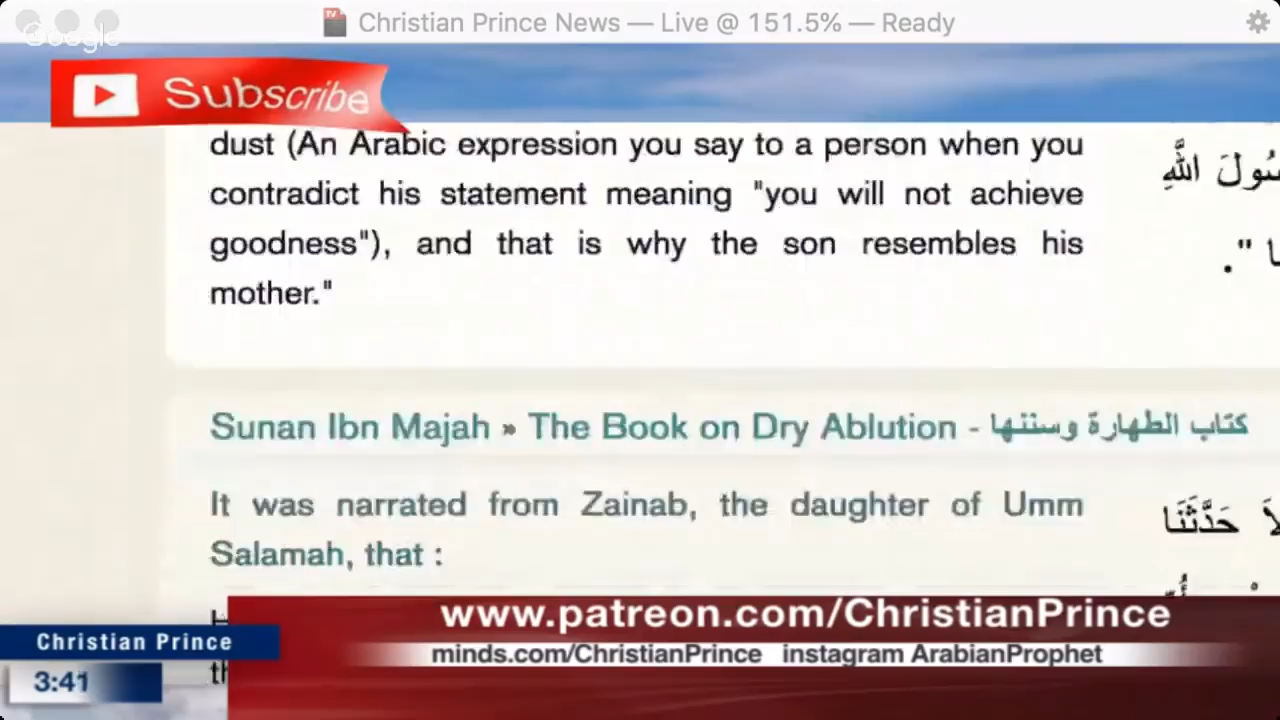 Christian Prince News — Live @ 151.5% — Ready
Google
Subscribe
dust (An Arabic expression you say to a person when you
contradict his statement meaning "you will not achieve
goodness"), and that is why the son resembles his
mother."
الله
Sunan Ibn Majah » The Book on Dry Ablution - كتاب الطهارة وسننها
It was narrated from Zainab, the daughter of Umm
Salamah, that :
حَدَّثَنَا
www.patreon.com/ChristianPrince
Christian Prince
minds.com/ChristianPrince instagram ArabianProphet
3:41